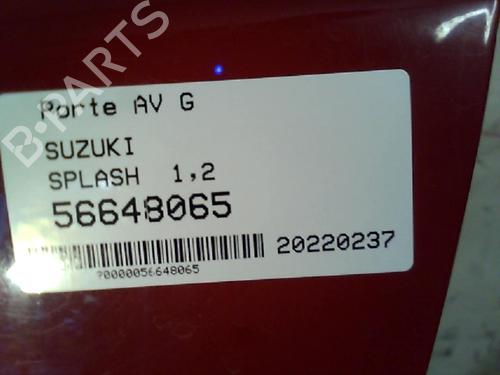 B-PARTS
Porte AV G
SUZUKI
SPLASH 1,2
56648065
20220237
?0000056648065